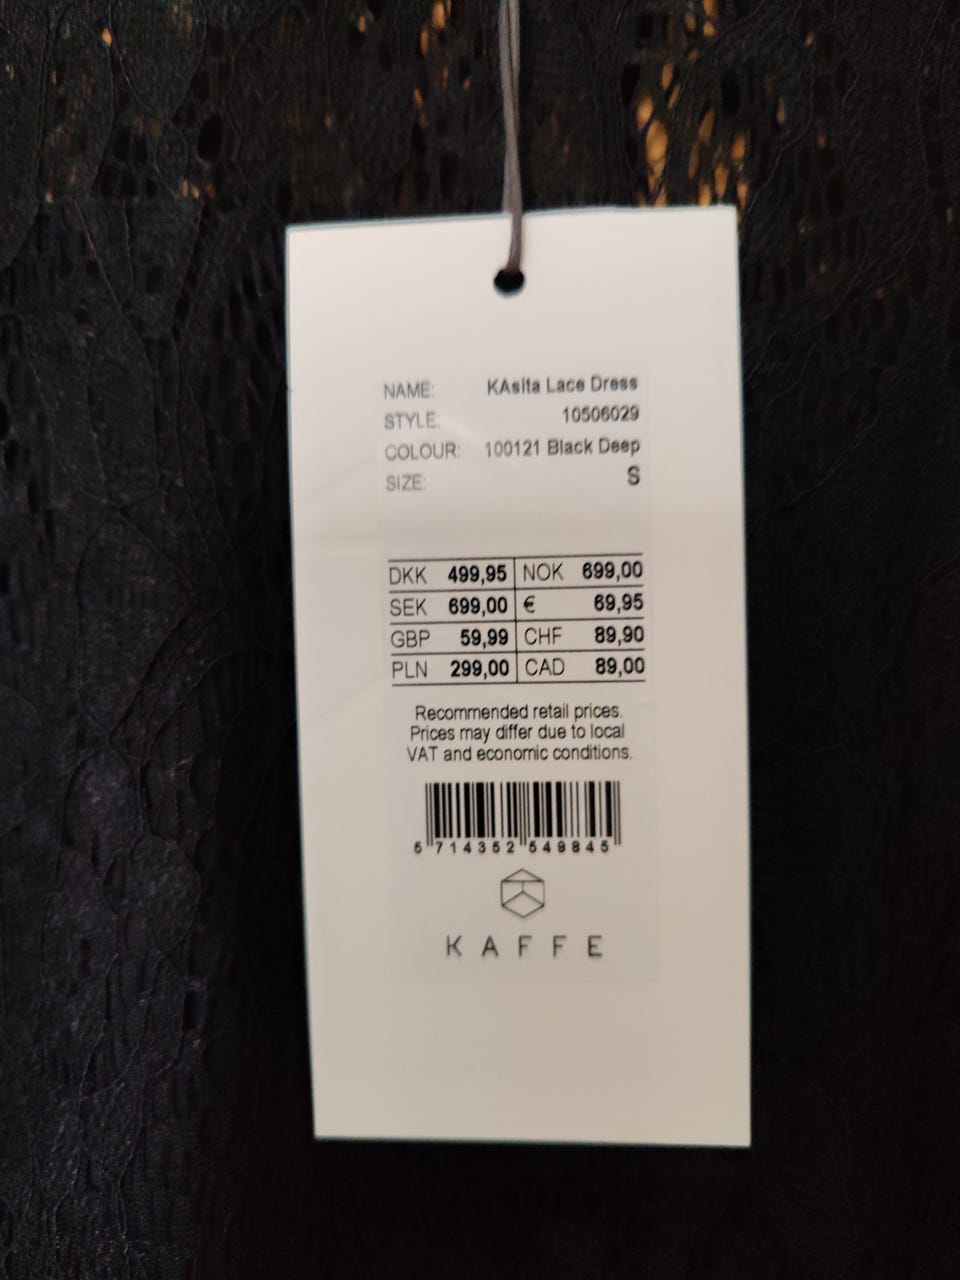 NAME: KAsita Lace Dress
STYLE: 10506029
COLOUR: 100121 Black Deep
SIZE: S
DKK 499,95 NOK 699,00
SEK 699,00 € 69,95
GBP 59,99 CHF 89,90
PLN 299,00 CAD 89,00
Recommended retail prices.
Prices may differ due to local
VAT and economic conditions.
5 714352 549845
KAFFE